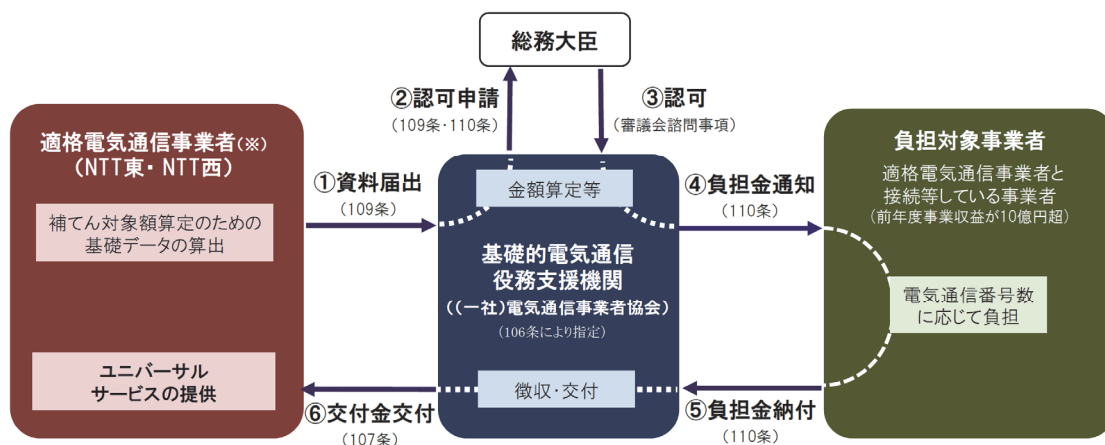 総務大臣
②認可申請
(109条・110条)
③認可
(審議会諮問事項)
適格電気通信事業者(※)
(NTT東・NTT西)
補てん対象額算定のための
基礎データの算出
ユニバーサル
サービスの提供
①資料届出
(109条)
金額算定等
基礎的電気通信
役務支援機関
((一社)電気通信事業者協会)
(106条により指定)
徴収・交付
④負担金通知
(110条)
負担対象事業者
適格電気通信事業者と
接続等している事業者
(前年度事業収益が10億円超)
電気通信番号数
に応じて負担
⑤負担金納付
(110条)
⑥交付金交付
(107条)